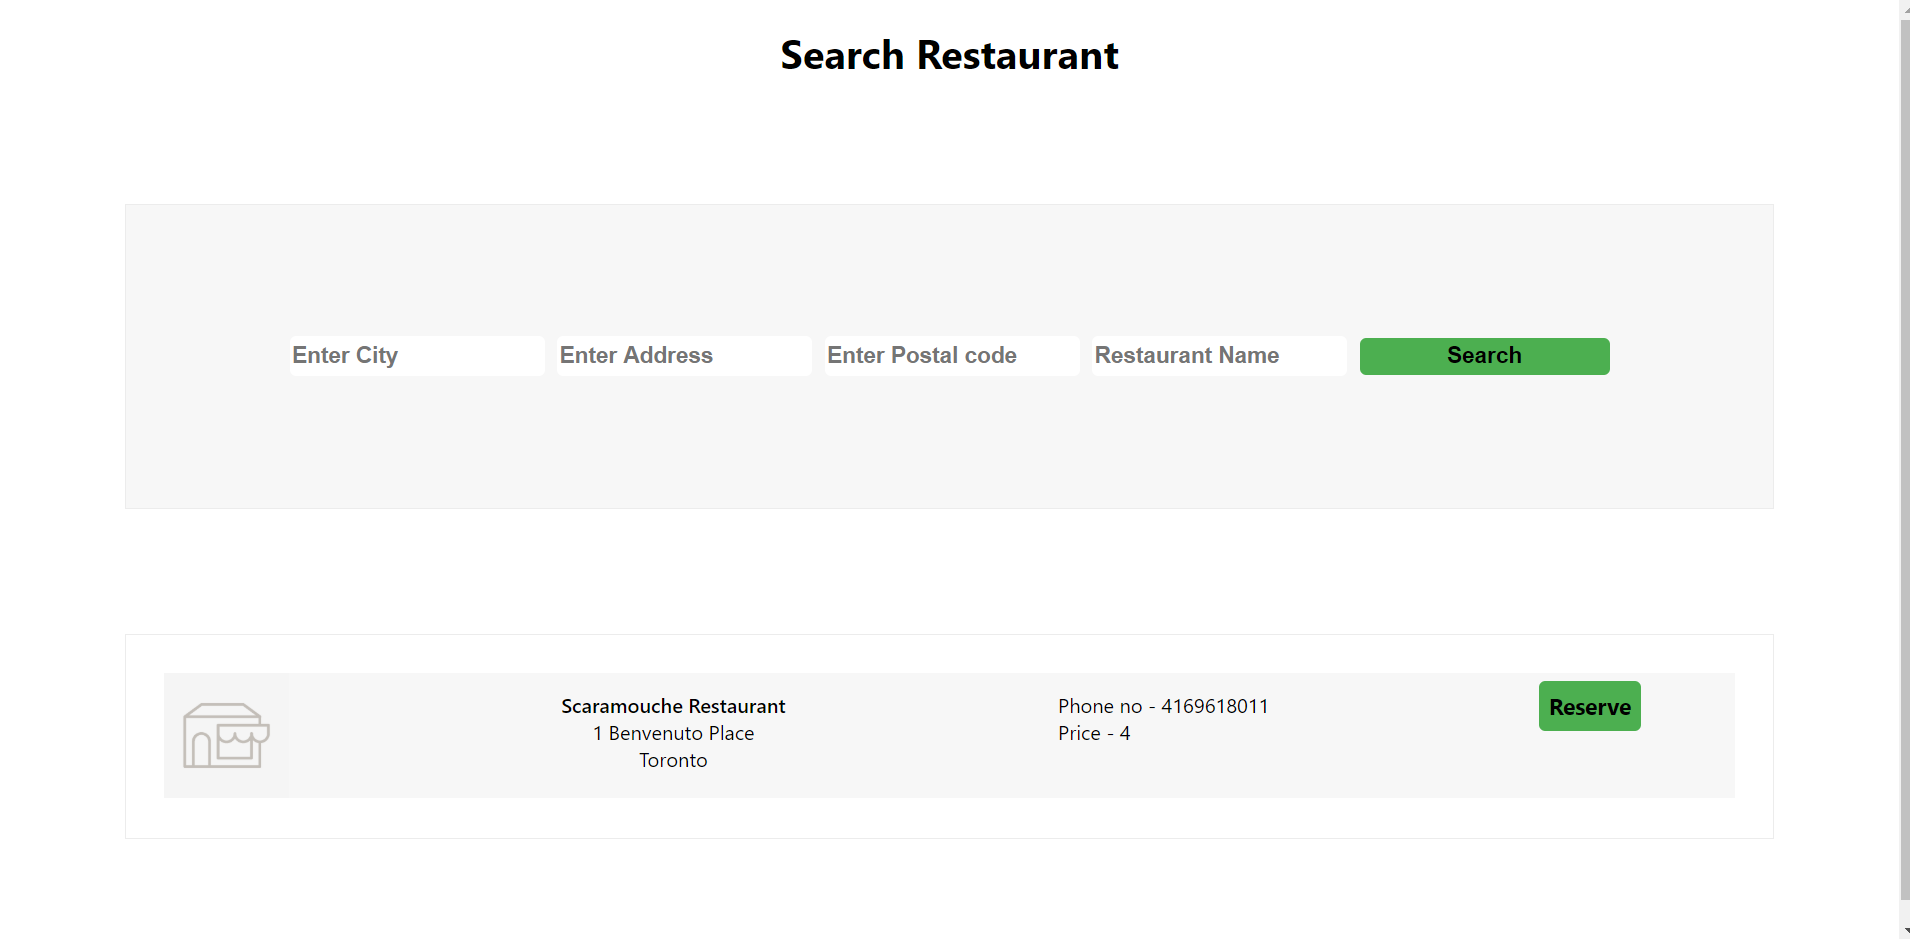 Search Restaurant
Enter City
Enter Address
Enter Postal code
Restaurant Name
Search
Scaramouche Restaurant
1 Benvenuto Place
Toronto
Phone no - 4169618011
Price - 4
Reserve